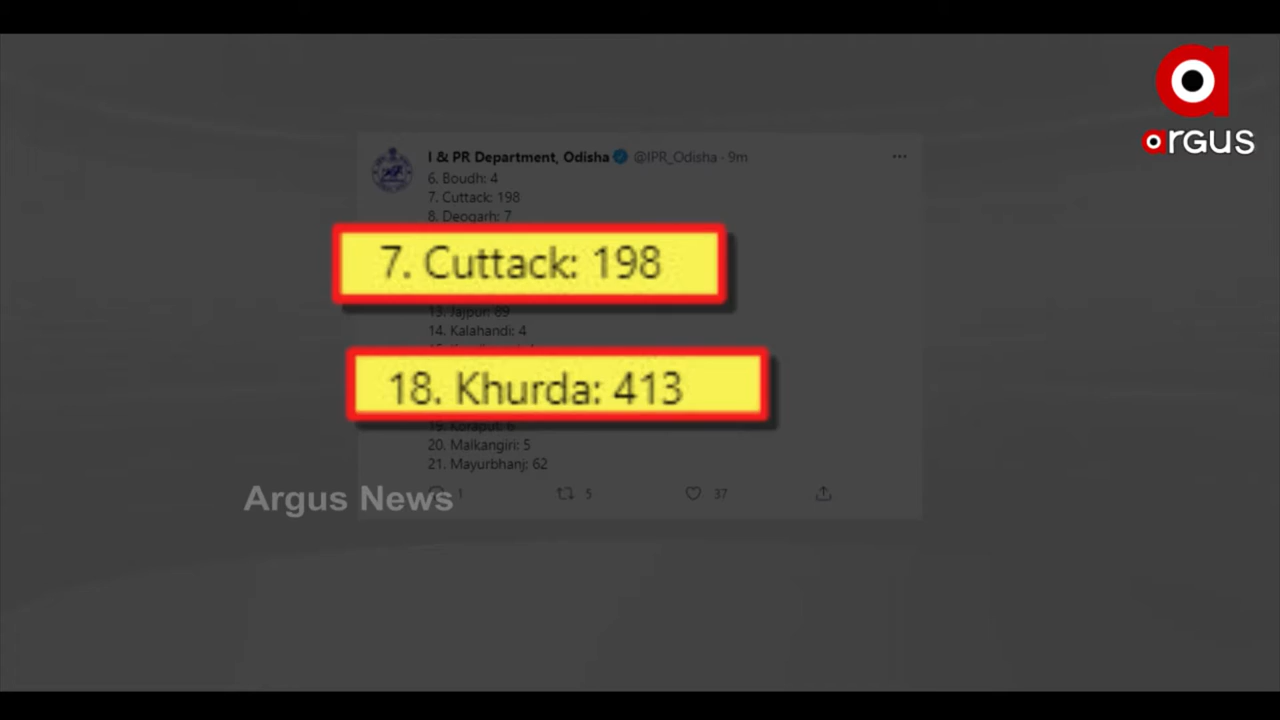 argus
I & PR Department, Odisha @IPR_Odisha · 9m
6. Boudh: 4
7. Cuttack: 198
8. Deogarh: 7
7. Cuttack: 198
13. Jajpur: 89
14. Kalahandi: 4
18. Khurda: 413
19. Koraput: 6
20. Malkangiri: 5
21. Mayurbhanj: 62
1 5 37
Argus News